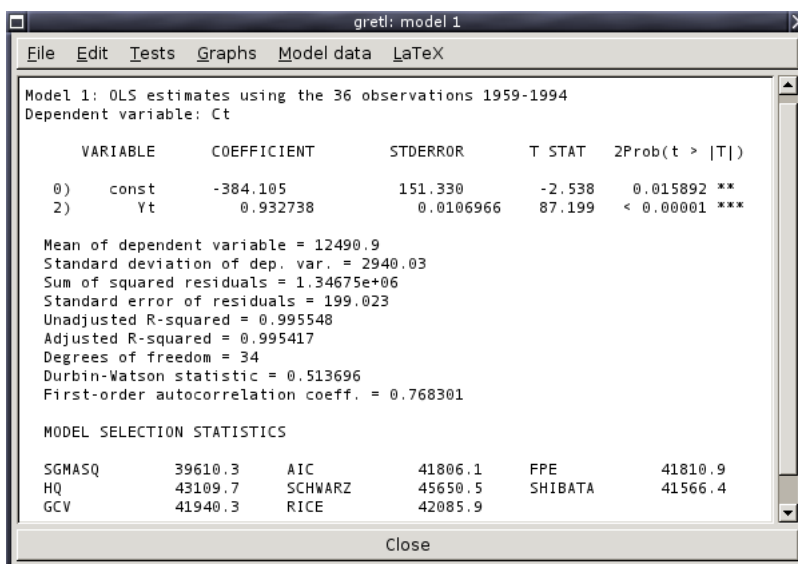 gretl: model 1
File Edit Tests Graphs Model data LaTeX
Model 1: OLS estimates using the 36 observations 1959-1994
Dependent variable: Ct
VARIABLE COEFFICIENT STDERROR T STAT 2Prob(t > |T|)
0) const -384.105 151.330 -2.538 0.015892 **
2) Yt 0.932738 0.0106966 87.199 < 0.00001 ***
Mean of dependent variable = 12490.9
Standard deviation of dep. var. = 2940.03
Sum of squared residuals = 1.34675e+06
Standard error of residuals = 199.023
Unadjusted R-squared = 0.995548
Adjusted R-squared = 0.995417
Degrees of freedom = 34
Durbin-Watson statistic = 0.513696
First-order autocorrelation coeff. = 0.768301
MODEL SELECTION STATISTICS
SGMASQ 39610.3 AIC 41806.1 FPE 41810.9
HQ 43109.7 SCHWARZ 45650.5 SHIBATA 41566.4
GCV 41940.3 RICE 42085.9
Close